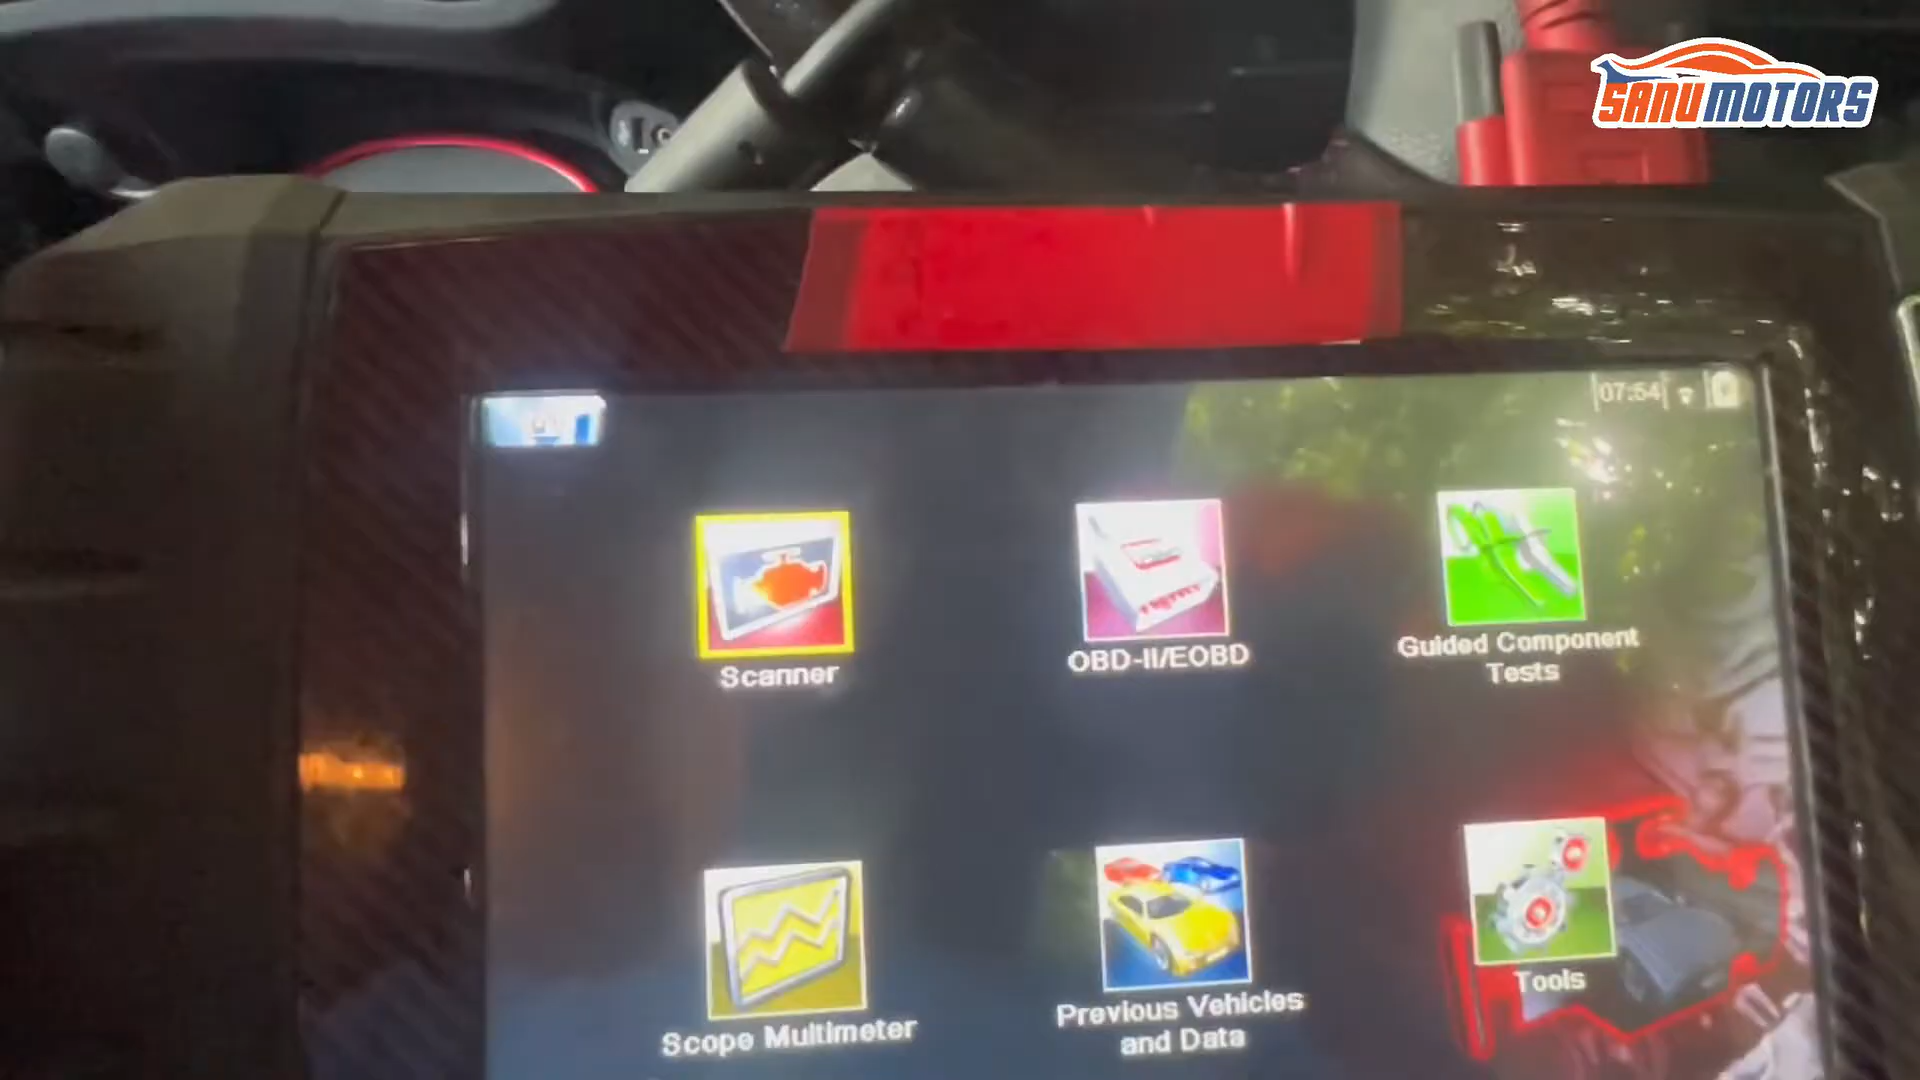 SANU MOTORS
07:54
Scanner
OBD-II/EOBD
Guided Component
Tests
Scope Multimeter
Previous Vehicles
and Data
Tools